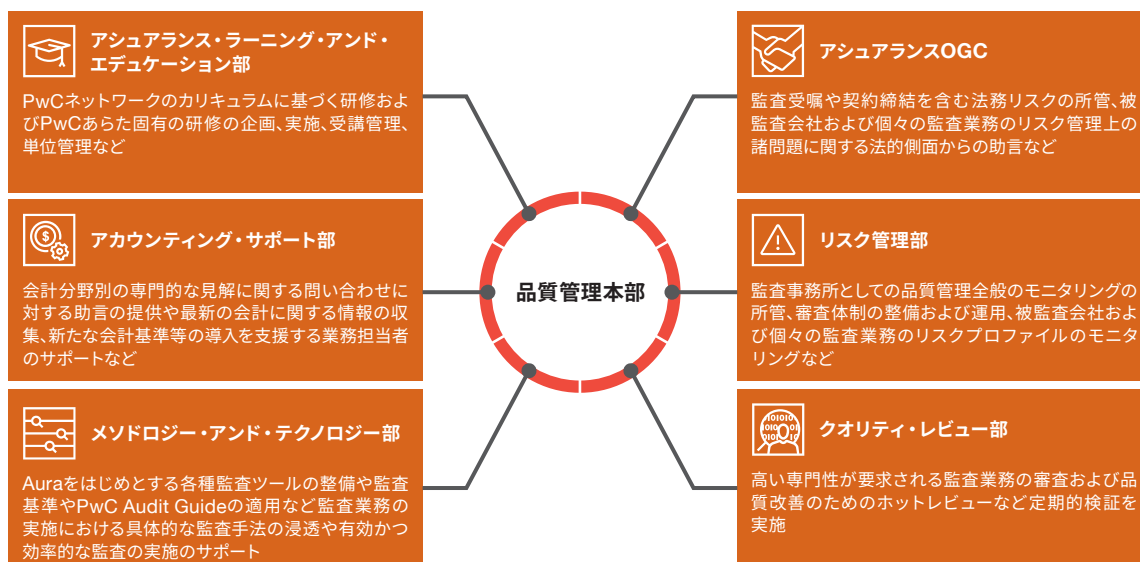 アシュアランス・ラーニング・アンド・
エデュケーション部
PwCネットワークのカリキュラムに基づく研修およ
びPwCあらた固有の研修の企画、実施、受講管理、
単位管理など
アカウンティング・サポート部
会計分野別の専門的な見解に関する問い合わせに
対する助言の提供や最新の会計に関する情報の収
集、新たな会計基準等の導入を支援する業務担当者
のサポートなど
メソドロジー・アンド・テクノロジー部
Auraをはじめとする各種監査ツールの整備や監査
基準やPwC Audit Guideの適用など監査業務の
実施における具体的な監査手法の浸透や有効かつ
効率的な監査の実施のサポート
品質管理本部
アシュアランスOGC
監査受嘱や契約締結を含む法務リスクの所管、被
監査会社および個々の監査業務のリスク管理上の
諸問題に関する法的側面からの助言など
リスク管理部
監査事務所としての品質管理全般のモニタリングの
所管、審査体制の整備および運用、被監査会社およ
び個々の監査業務のリスクプロファイルのモニタ
リングなど
クオリティ・レビュー部
高い専門性が要求される監査業務の審査および品
質改善のためのホットレビューなど定期的検証を
実施